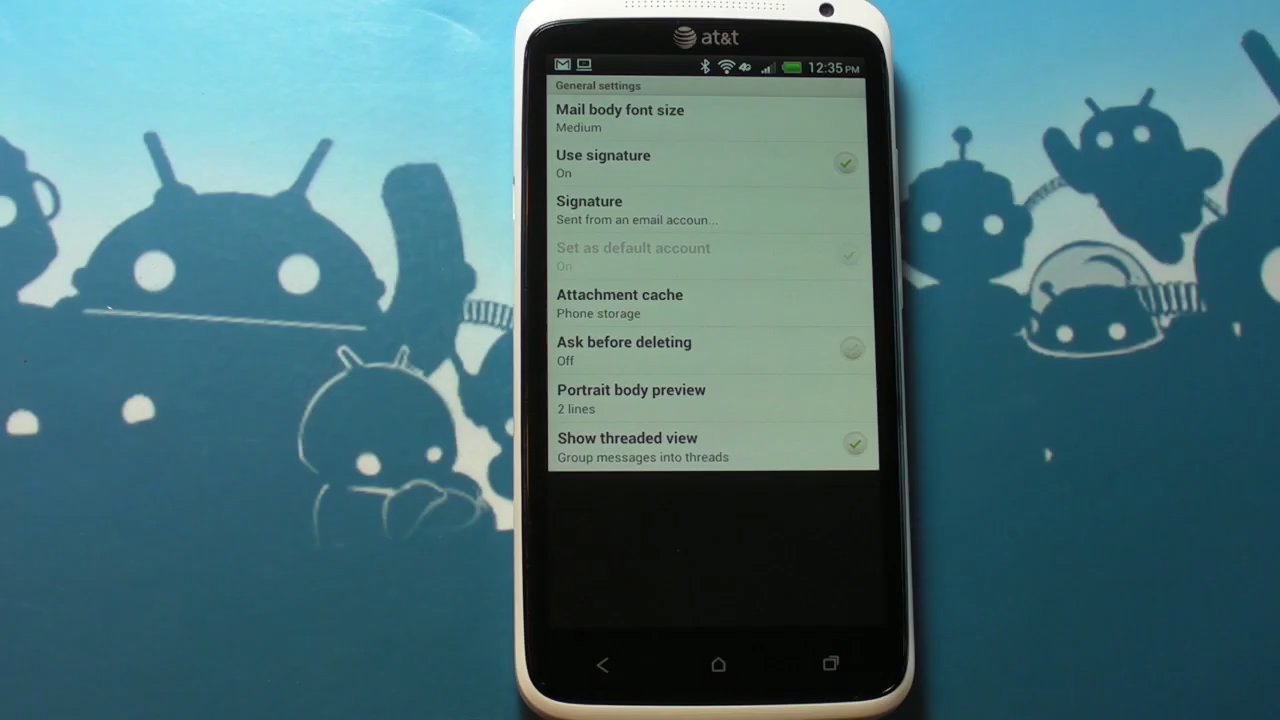 at&t
4G 12:35 PM
General settings
Mail body font size
Medium
Use signature
On
Signature
Sent from an email accoun...
Set as default account
On
Attachment cache
Phone storage
Ask before deleting
Off
Portrait body preview
2 lines
Show threaded view
Group messages into threads